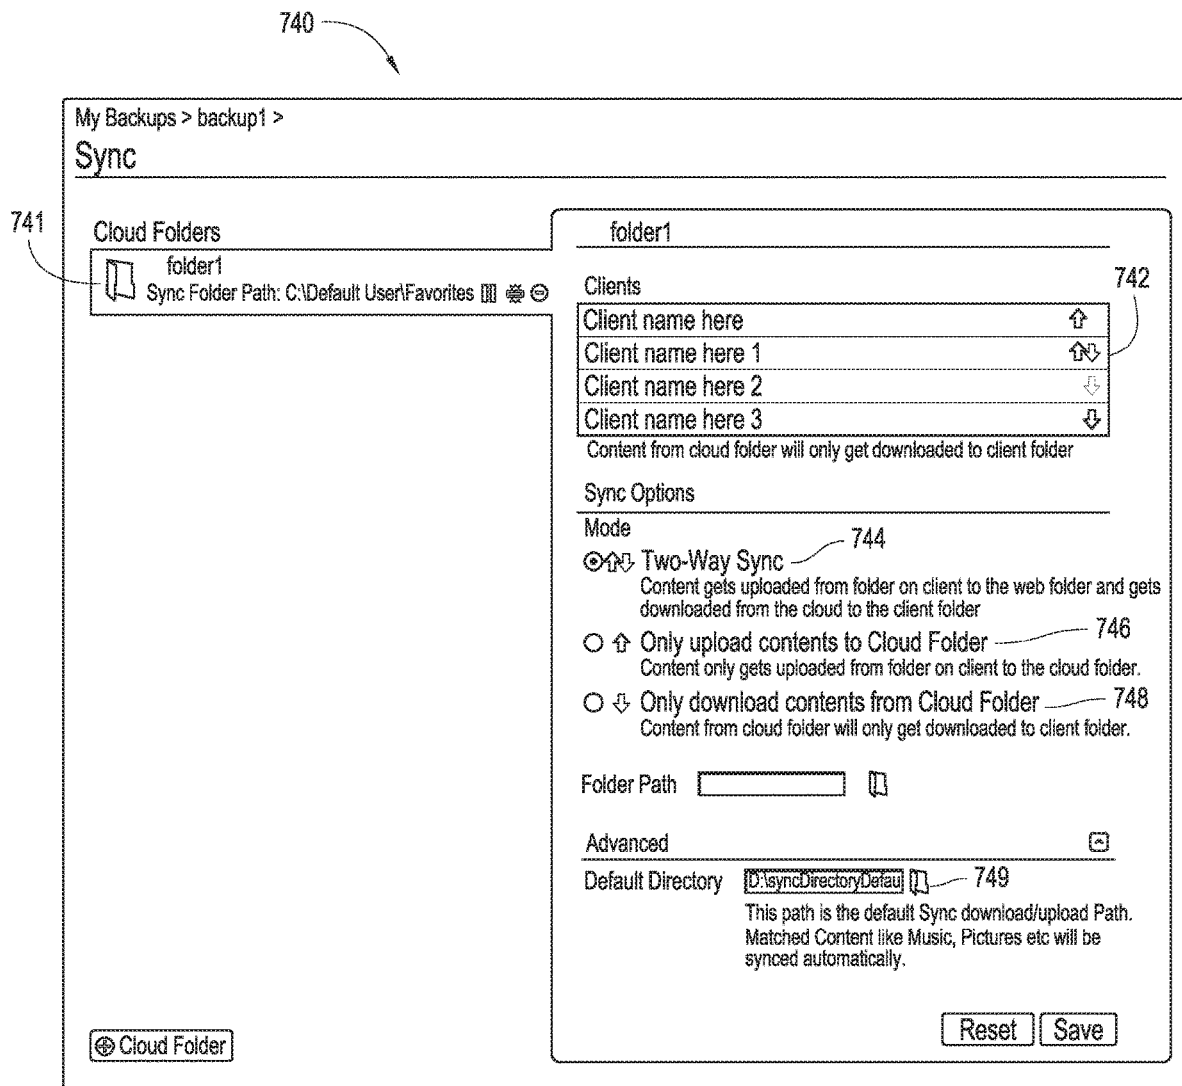 740
My Backups > backup1 >
Sync
741
Cloud Folders
folder1
Sync Folder Path: C:\Default User\Favorites
folder1
Clients
742
Client name here
Client name here 1
Client name here 2
Client name here 3
Content from cloud folder will only get downloaded to client folder
Sync Options
Mode
Two-Way Sync
744
Content gets uploaded from folder on client to the web folder and gets
downloaded from the cloud to the client folder
Only upload contents to Cloud Folder
746
Content only gets uploaded from folder on client to the cloud folder.
Only download contents from Cloud Folder
748
Content from cloud folder will only get downloaded to client folder.
Folder Path
Advanced
Default Directory D:\syncDirectoryDefau
749
This path is the default Sync download/upload Path.
Matched Content like Music, Pictures etc will be
synced automatically.
Reset Save
Cloud Folder